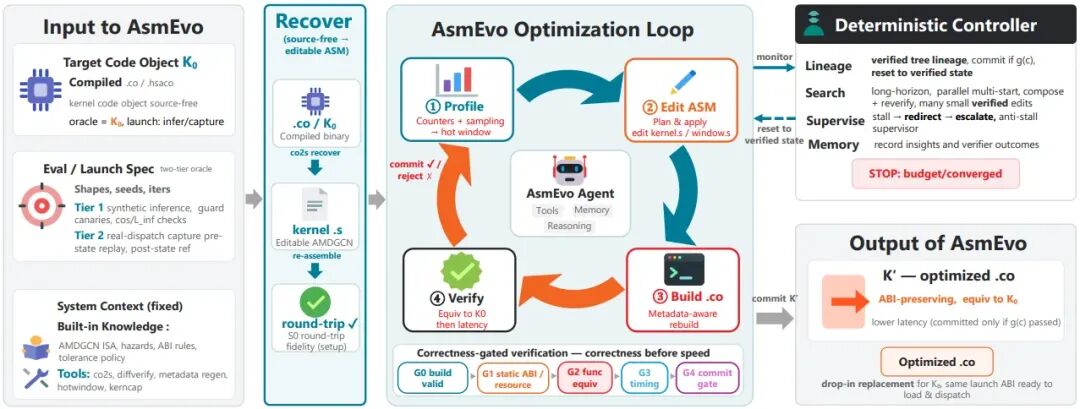 Input to AsmEvo
Target Code Object K₀
Compiled .co / .hsaco
kernel code object source-free
oracle = K₀, launch: infer/capture
Eval / Launch Spec two-tier oracle
Shapes, seeds, iters
Tier 1 synthetic inference, guard
canaries, cos/L_inf checks
Tier 2 real-dispatch capture pre-
state replay, post-state ref
System Context (fixed)
Built-in Knowledge :
AMDGCN ISA, hazards, ABI rules,
tolerance policy
Tools: co2s, diffverify, metadata regen,
hotwindow, kerncap
Recover
(source-free →
editable ASM)
.co / K₀
Compiled binary
co2s recover
kernel .s
Editable AMDGCN
re-assemble
round-trip ✓
S0 round-trip
fidelity (setup)
AsmEvo Optimization Loop
① Profile
Counters + sampling
→ hot window
② Edit ASM
Plan & apply
edit kernel.s / window.s
commit ✓ /
reject ✗
AsmEvo Agent
Tools Memory
Reasoning
④ Verify
Equiv to K0
then latency
③ Build .co
Metadata-aware
rebuild
Correctness-gated verification — correctness before speed
G0 build
valid
G1 static ABI /
resource
G2 func
equiv
G3
timing
G4 commit
gate
monitor
reset to
verified state
commit K'
Deterministic Controller
Lineage verified tree lineage, commit if g(c),
reset to verified state
Search long-horizon, parallel multi-start, compose
+ reverify, many small verified edits
Supervise stall → redirect → escalate, anti-stall
supervisor
Memory record insights and verifier outcomes
STOP: budget/converged
Output of AsmEvo
K′ — optimized .co
ABI-preserving, equiv to K₀
lower latency (committed only if g(c) passed)
Optimized .co
drop-in replacement for K₀, same launch ABI ready to
load & dispatch